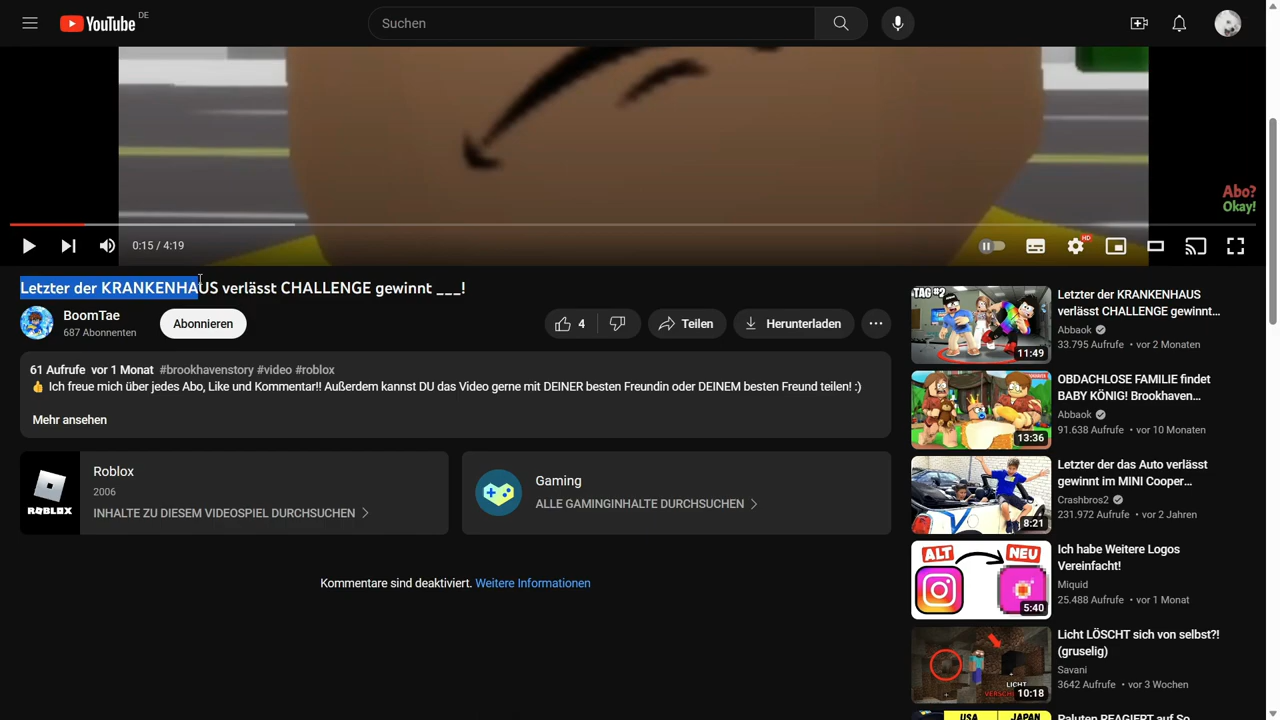 YouTube DE
Suchen
Abo?
Okay!
0:15 / 4:19
HD
Letzter der KRANKENHAUS verlässt CHALLENGE gewinnt ___!
BoomTae
687 Abonnenten
Abonnieren
4
Teilen
Herunterladen
61 Aufrufe vor 1 Monat #brookhavenstory #video #roblox
👍 Ich freue mich über jedes Abo, Like und Kommentar!! Außerdem kannst DU das Video gerne mit DEINER besten Freundin oder DEINEM besten Freund teilen! :)
Mehr ansehen
ROBLOX
Roblox
2006
INHALTE ZU DIESEM VIDEOSPIEL DURCHSUCHEN
Gaming
ALLE GAMINGINHALTE DURCHSUCHEN
Kommentare sind deaktiviert. Weitere Informationen
TAG #2
11:49
Letzter der KRANKENHAUS
verlässt CHALLENGE gewinnt...
Abbaok
33.795 Aufrufe • vor 2 Monaten
13:36
OBDACHLOSE FAMILIE findet
BABY KÖNIG! Brookhaven...
Abbaok
91.638 Aufrufe • vor 10 Monaten
8:21
Letzter der das Auto verlässt
gewinnt im MINI Cooper...
Crashbros2
231.972 Aufrufe • vor 2 Jahren
ALT
NEU
5:40
Ich habe Weitere Logos
Vereinfacht!
Miquid
25.488 Aufrufe • vor 1 Monat
LICHT
10:18
Licht LÖSCHT sich von selbst?!
(gruselig)
Savani
3642 Aufrufe • vor 3 Wochen
USA
JAPAN
Paluten REAGIERT auf So